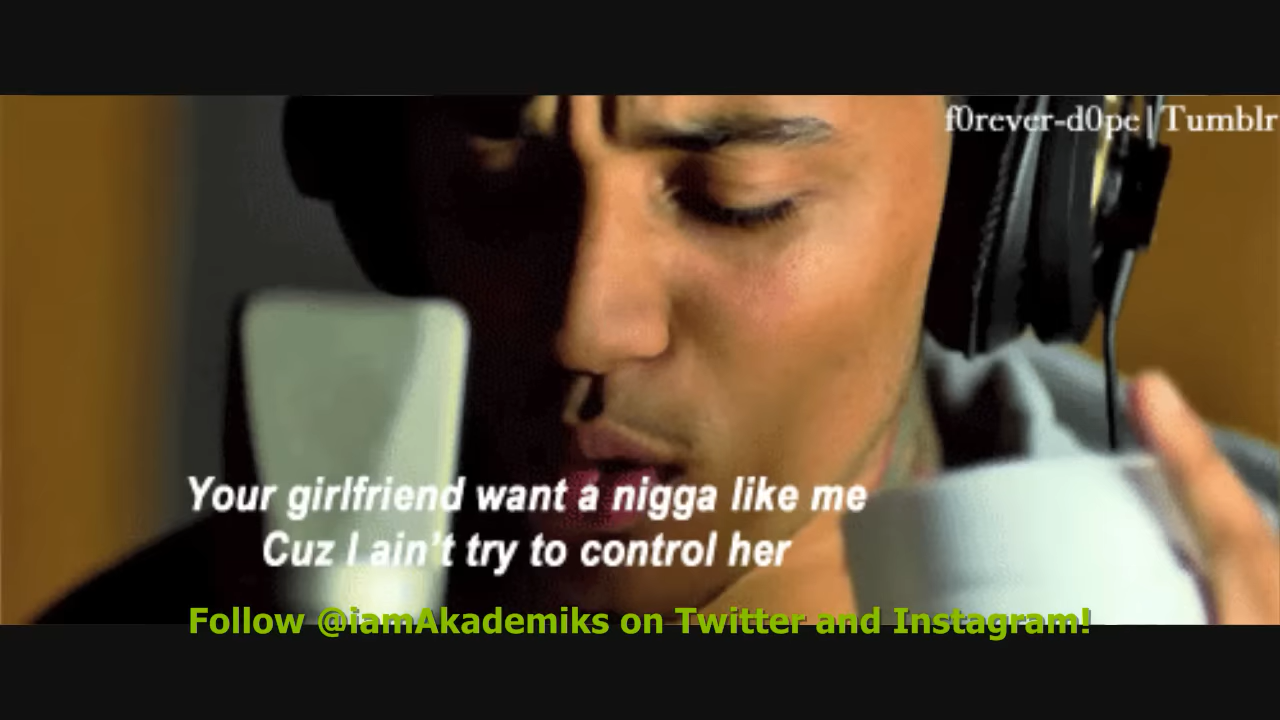 f0rever-d0pe | Tumblr
Your girlfriend want a nigga like me
Cuz I ain't try to control her
Follow @iamAkademiks on Twitter and Instagram!